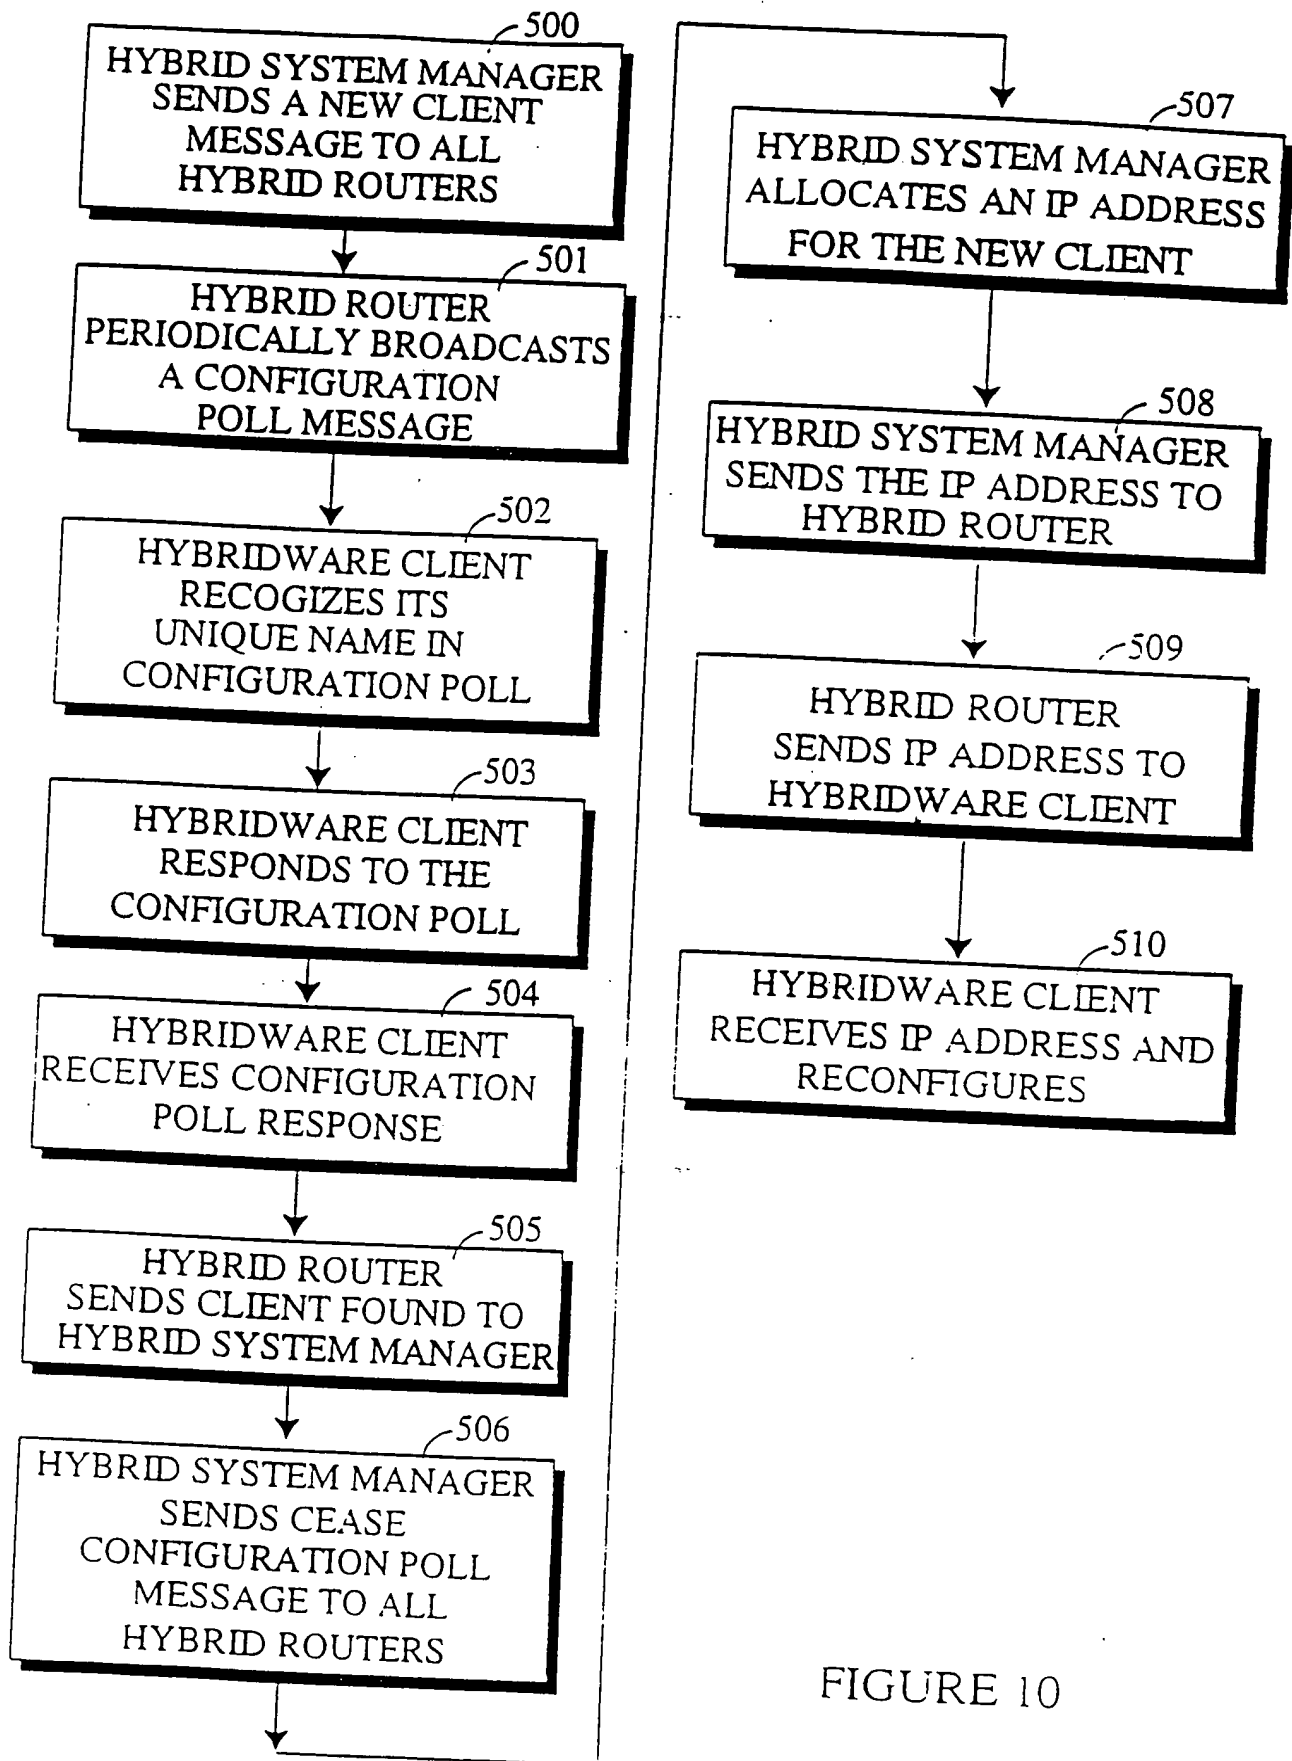 500
HYBRID SYSTEM MANAGER
SENDS A NEW CLIENT
MESSAGE TO ALL
HYBRID ROUTERS
501
HYBRID ROUTER
PERIODICALLY BROADCASTS
A CONFIGURATION
POLL MESSAGE
502
HYBRIDWARE CLIENT
RECOGIZES ITS
UNIQUE NAME IN
CONFIGURATION POLL
503
HYBRIDWARE CLIENT
RESPONDS TO THE
CONFIGURATION POLL
504
HYBRIDWARE CLIENT
RECEIVES CONFIGURATION
POLL RESPONSE
505
HYBRID ROUTER
SENDS CLIENT FOUND TO
HYBRID SYSTEM MANAGER
506
HYBRID SYSTEM MANAGER
SENDS CEASE
CONFIGURATION POLL
MESSAGE TO ALL
HYBRID ROUTERS
507
HYBRID SYSTEM MANAGER
ALLOCATES AN IP ADDRESS
FOR THE NEW CLIENT
508
HYBRID SYSTEM MANAGER
SENDS THE IP ADDRESS TO
HYBRID ROUTER
509
HYBRID ROUTER
SENDS IP ADDRESS TO
HYBRIDWARE CLIENT
510
HYBRIDWARE CLIENT
RECEIVES IP ADDRESS AND
RECONFIGURES
FIGURE 10